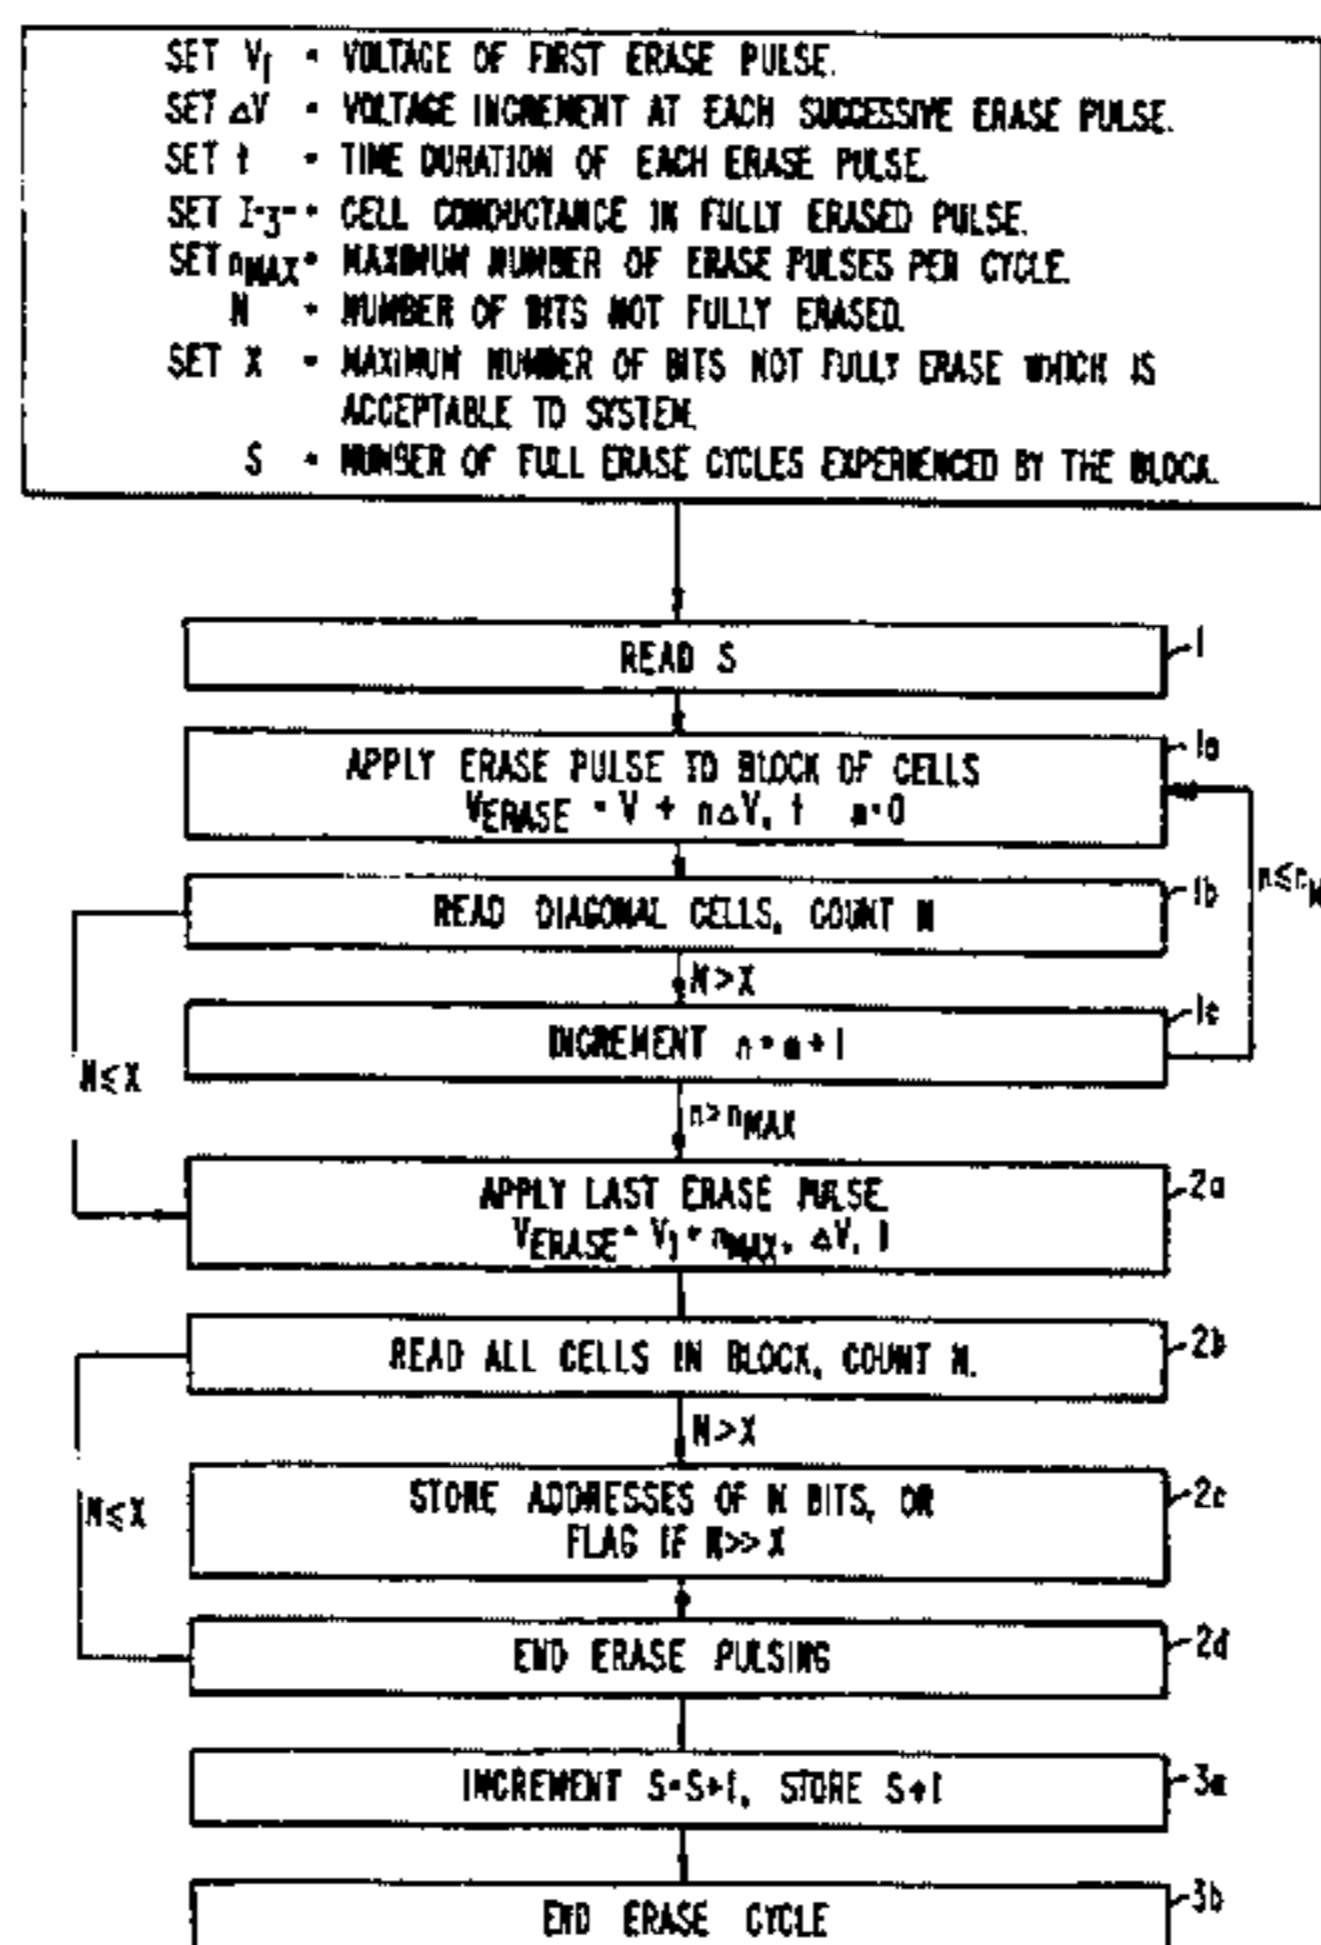 SET V1 = VOLTAGE OF FIRST ERASE PULSE.
SET ΔV = VOLTAGE INCREMENT AT EACH SUCCESSIVE ERASE PULSE.
SET t = TIME DURATION OF EACH ERASE PULSE.
SET I"3" = CELL CONDUCTANCE IN FULLY ERASED PULSE.
SET nMAX = MAXIMUM NUMBER OF ERASE PULSES PER CYCLE.
N = NUMBER OF BITS NOT FULLY ERASED.
SET X = MAXIMUM NUMBER OF BITS NOT FULLY ERASE WHICH IS
ACCEPTABLE TO SYSTEM.
S = NUMBER OF FULL ERASE CYCLES EXPERIENCED BY THE BLOCK.
READ S
1
APPLY ERASE PULSE TO BLOCK OF CELLS
VERASE = V + nΔV, t n=0
1a
READ DIAGONAL CELLS, COUNT N
1b
n≤nM
N>X
INCREMENT n=n+1
1c
N≤X
n>nMAX
APPLY LAST ERASE PULSE
VERASE = V1 + nMAX, ΔV, t
2a
READ ALL CELLS IN BLOCK, COUNT N.
2b
N>X
STORE ADDRESSES OF N BITS, OR
FLAG IF N>>X
2c
N≤X
END ERASE PULSING
2d
INCREMENT S=S+1, STORE S+1
3a
END ERASE CYCLE
3b